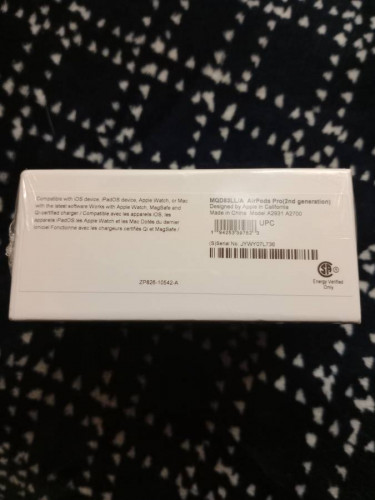 Compatible with iOS device, iPadOS device, Apple Watch, or Mac
with the latest software Works with Apple Watch, MagSafe and
Qi-certified charger / Compatible avec les appareils iOS, les
appareils iPadOS les Apple Watch et les Mac Dotés du dernier
Fonctionne avec les chargeurs certifiés Qi et MagSafe /
ZP826-10542-A
AirPods Pro(2nd generation)
Designed by Apple in California
Made in China Model A2931 A2700
UPC
(S)Serial No.
Energy Verified
Only